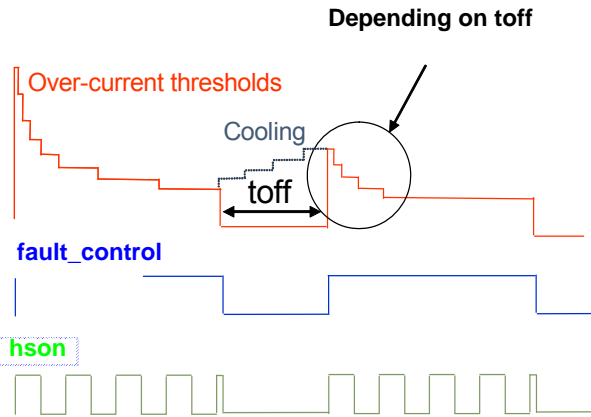 Depending on toff
Over-current thresholds
Cooling
toff
fault_control
hson